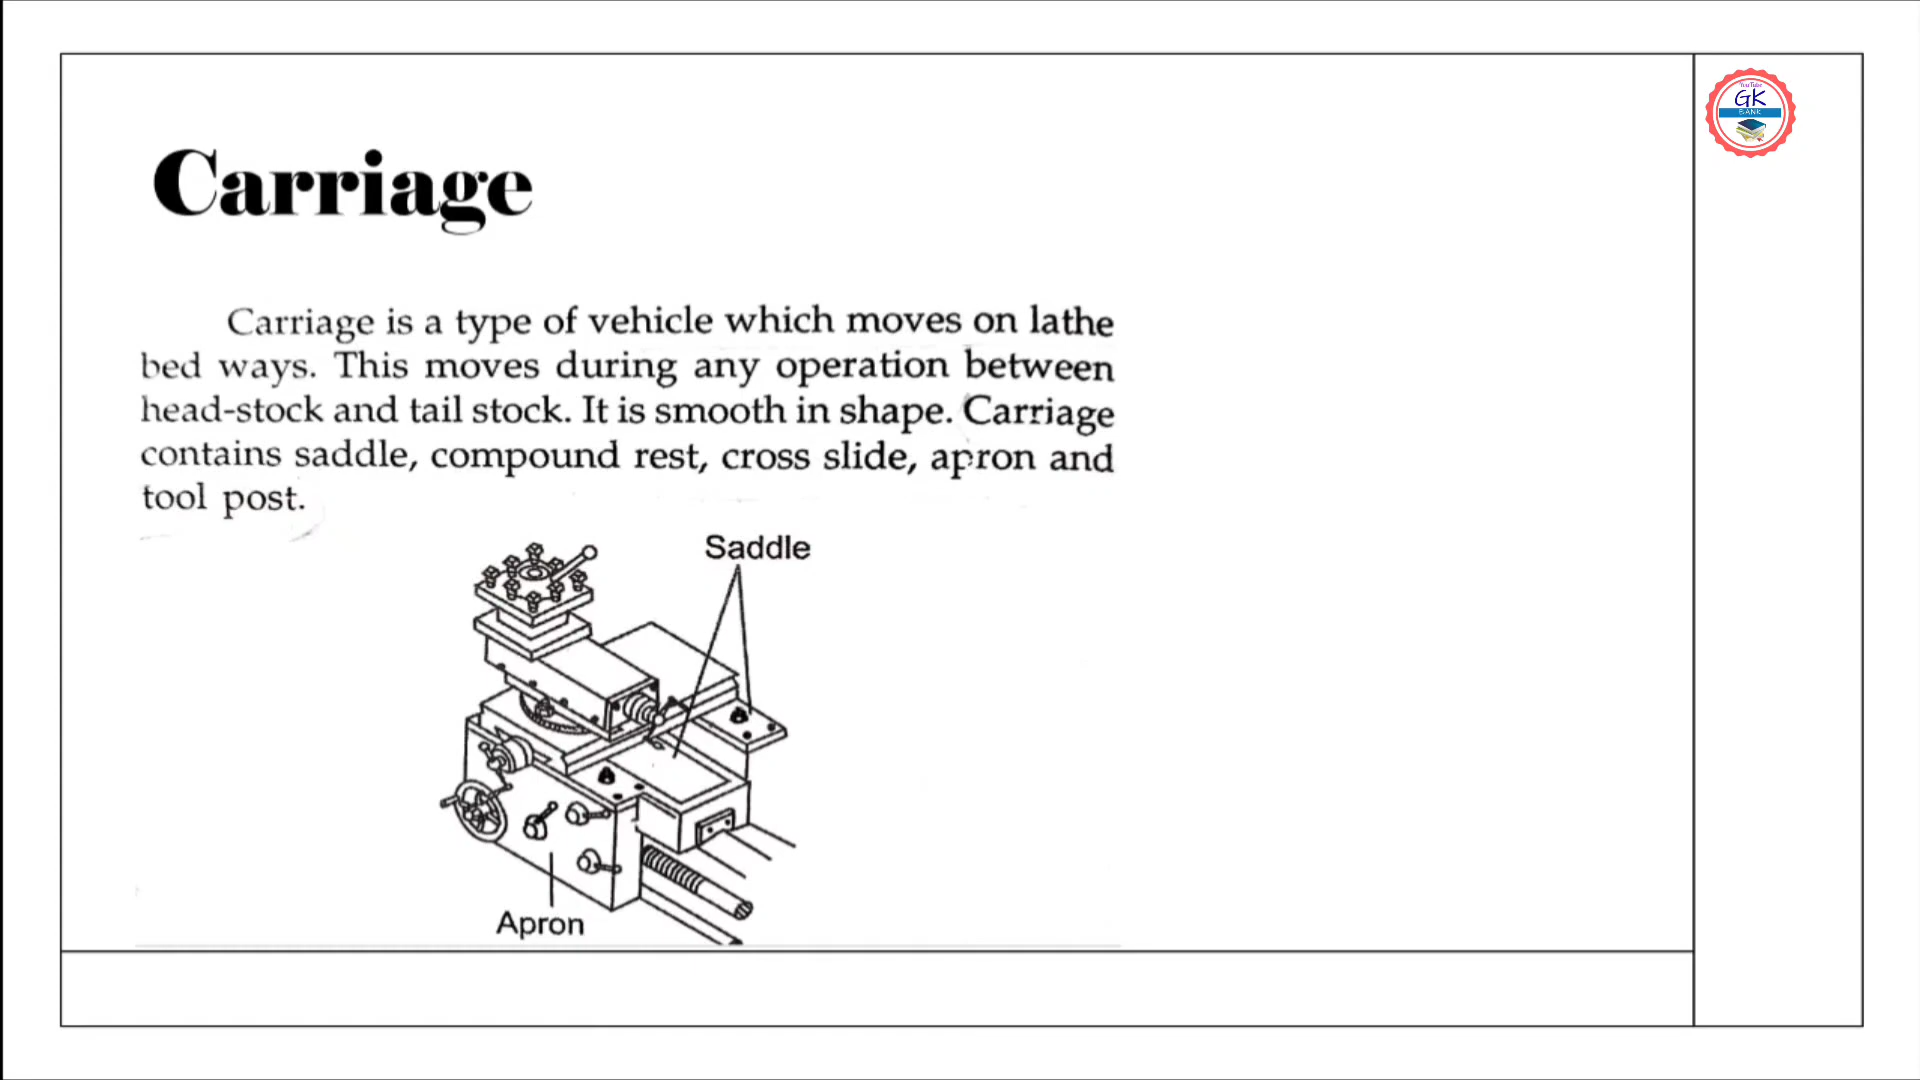 Carriage
Carriage is a type of vehicle which moves on lathe
bed ways. This moves during any operation between
head-stock and tail stock. It is smooth in shape. Carriage
contains saddle, compound rest, cross slide, apron and
tool post.
Saddle
Apron
YouTube
GK
BANK